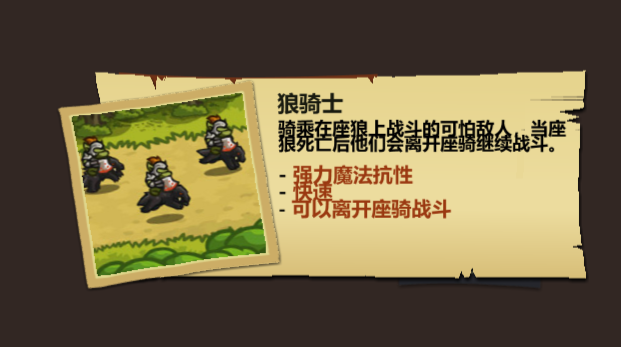 狼骑士
骑乘在座狼上战斗的可怕敌人。当座
狼死亡后他们会离开座骑继续战斗。
- 强力魔法抗性
- 快速
- 可以离开座骑战斗